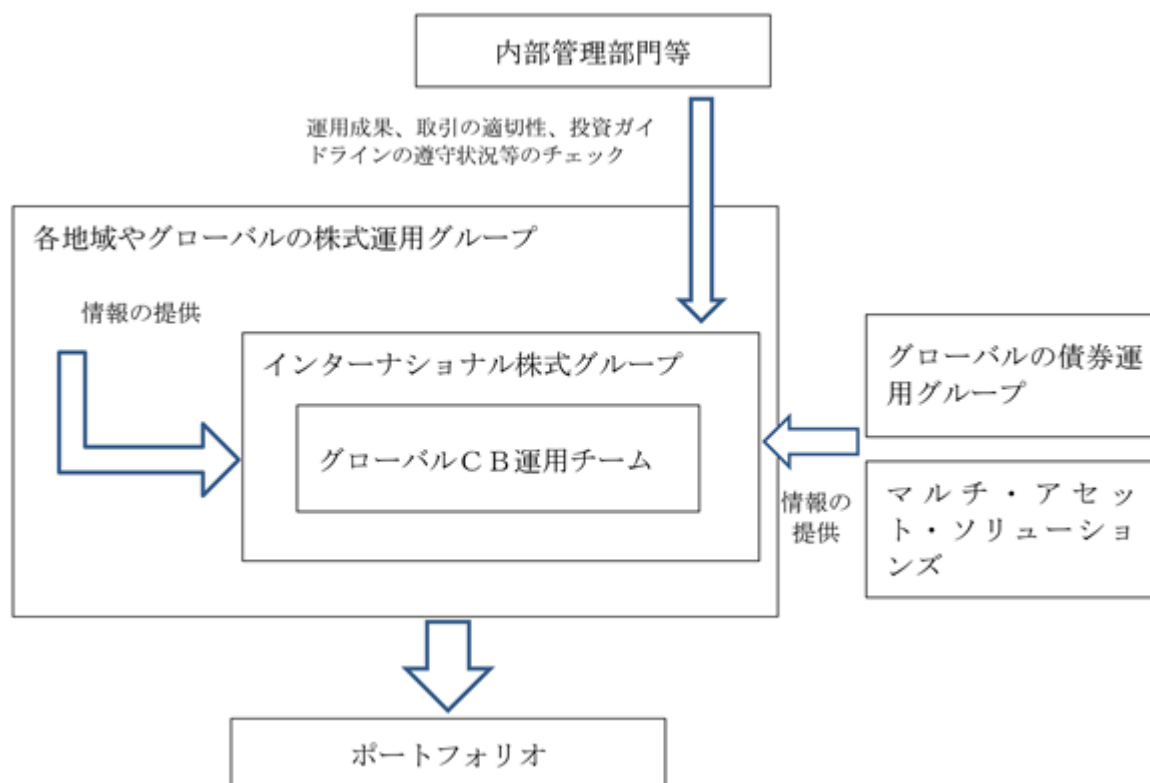 内部管理部門等
運用成果、取引の適切性、投資ガイ
ドラインの遵守状況等のチェック
各地域やグローバルの株式運用グループ
情報の提供
インターナショナル株式グループ
グローバルＣＢ運用チーム
グローバルの債券運
用グループ
情報の
提供
マルチ・アセッ
ト・ソリューショ
ンズ
ポートフォリオ